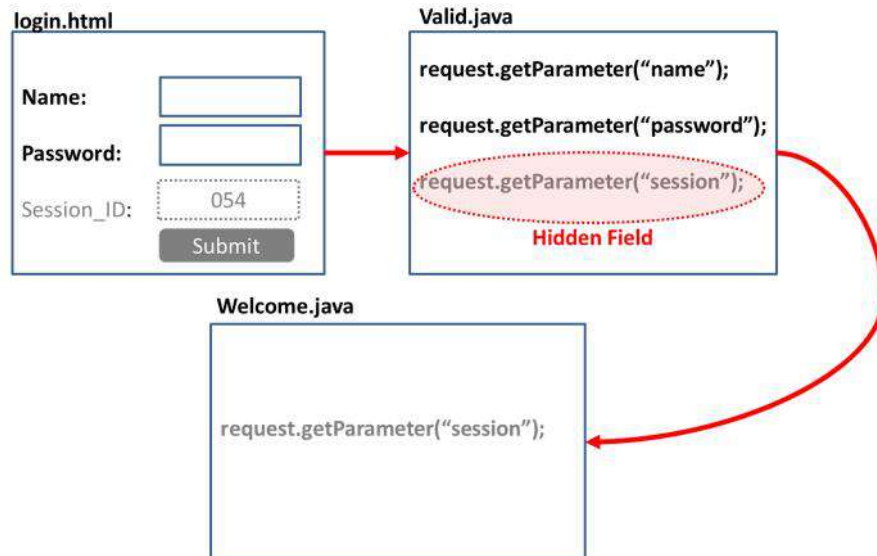 login.html
Name:
Password:
Session_ID:
054
Submit
Valid.java
request.getParameter(“name”);
request.getParameter(“password”);
request.getParameter(“session”);
Hidden Field
Welcome.java
request.getParameter(“session”);